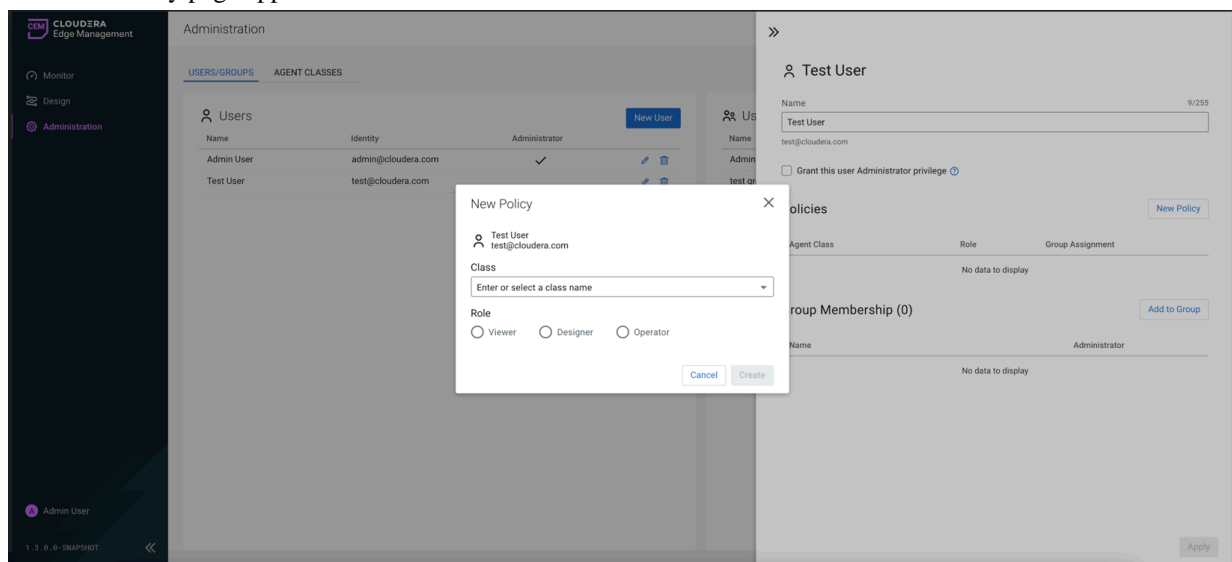 CEM CLOUDERA
Edge Management
Administration
Monitor
Design
Administration
USERS/GROUPS AGENT CLASSES
Users
New User
Name Identity Administrator
Admin User admin@cloudera.com
Test User test@cloudera.com
Us
Name
Admin
test gr
New Policy
Test User
test@cloudera.com
Class
Enter or select a class name
Role
Viewer Designer Operator
Cancel Create
Test User
Name 9/255
Test User
test@cloudera.com
Grant this user Administrator privilege
olicies New Policy
Agent Class Role Group Assignment
No data to display
roup Membership (0) Add to Group
Name Administrator
No data to display
Apply
A Admin User
1.3.0.0-SNAPSHOT